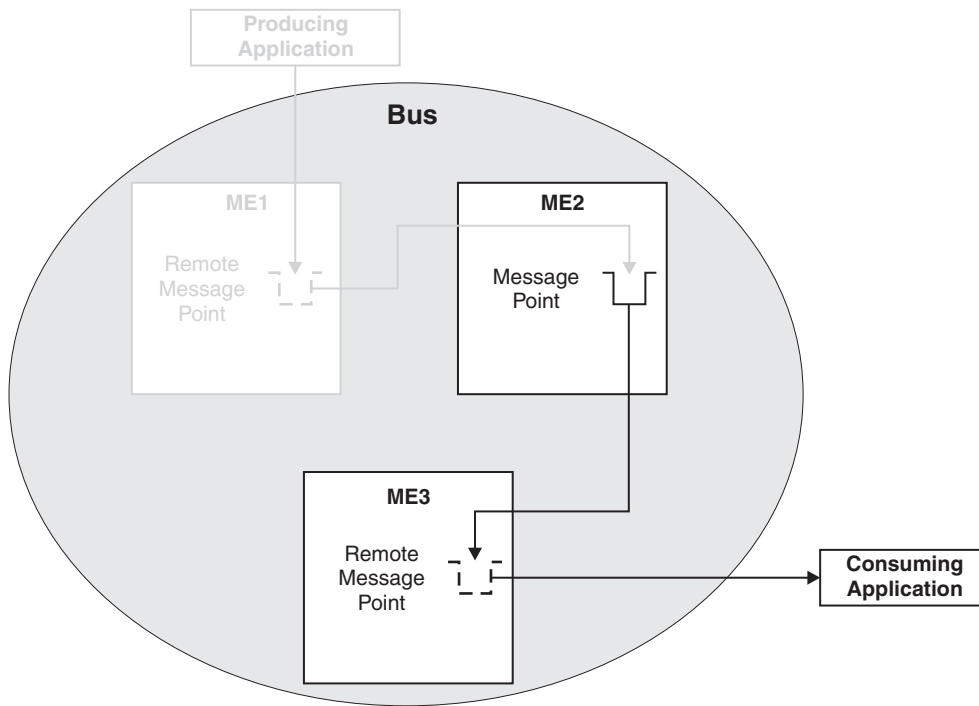 Producing
Application
Bus
ME1
Remote
Message
Point
ME2
Message
Point
ME3
Remote
Message
Point
Consuming
Application